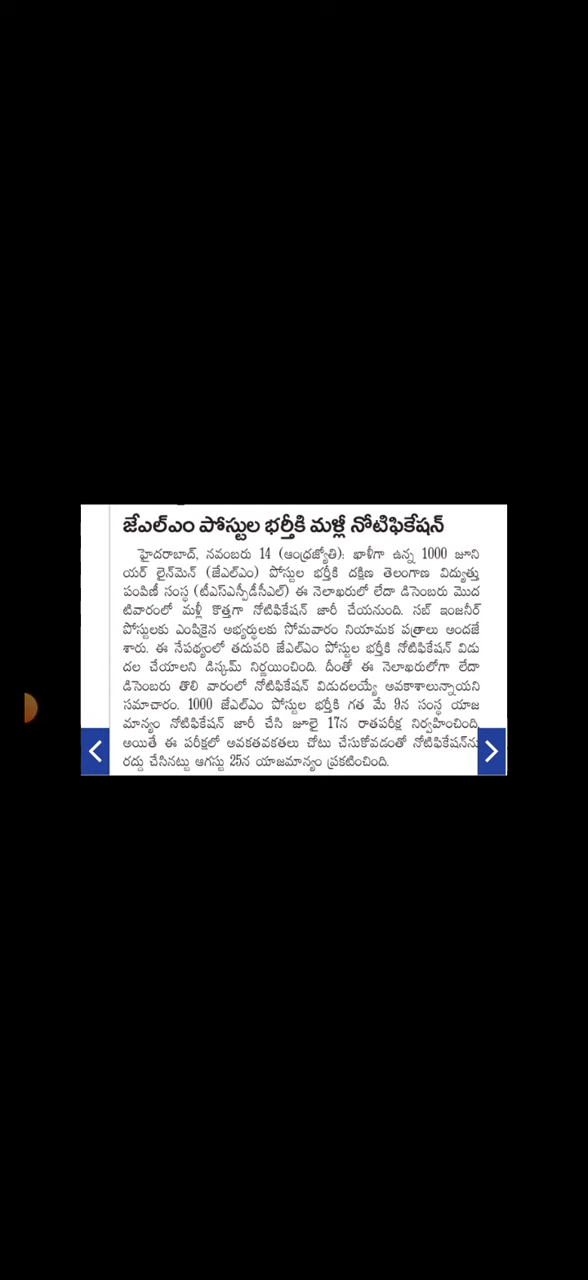 జేఎల్ఎం పోస్టుల భర్తీకి మళ్లీ నోటిఫికేషన్
హైదరాబాద్, నవంబరు 14 (ఆంధ్రజ్యోతి): ఖాళీగా ఉన్న 1000 జూని
యర్ లైన్‌మెన్ (జేఎల్ఎం) పోస్టుల భర్తీకి దక్షిణ తెలంగాణ విద్యుత్తు
పంపిణీ సంస్థ (టీఎస్ఎస్పీడీసీఎల్) ఈ నెలాఖరులో లేదా డిసెంబరు మొద
టివారంలో మళ్లీ కొత్తగా నోటిఫికేషన్ జారీ చేయనుంది. సబ్ ఇంజనీర్
పోస్టులకు ఎంపికైన అభ్యర్థులకు సోమవారం నియామక పత్రాలు అందజే
శారు. ఈ నేపథ్యంలో తదుపరి జేఎల్ఎం పోస్టుల భర్తీకి నోటిఫికేషన్ విడు
దల చేయాలని డిస్కమ్ నిర్ణయించింది. దీంతో ఈ నెలాఖరులోగా లేదా
డిసెంబరు తొలి వారంలో నోటిఫికేషన్ విడుదలయ్యే అవకాశాలున్నాయని
సమాచారం. 1000 జేఎల్ఎం పోస్టుల భర్తీకి గత మే 9న సంస్థ యాజ
మాన్యం నోటిఫికేషన్ జారీ చేసి జూలై 17న రాతపరీక్ష నిర్వహించింది.
అయితే ఈ పరీక్షలో అవకతవకతలు చోటు చేసుకోవడంతో నోటిఫికేషన్‌ను
రద్దు చేసినట్టు ఆగస్టు 25న యాజమాన్యం ప్రకటించింది.